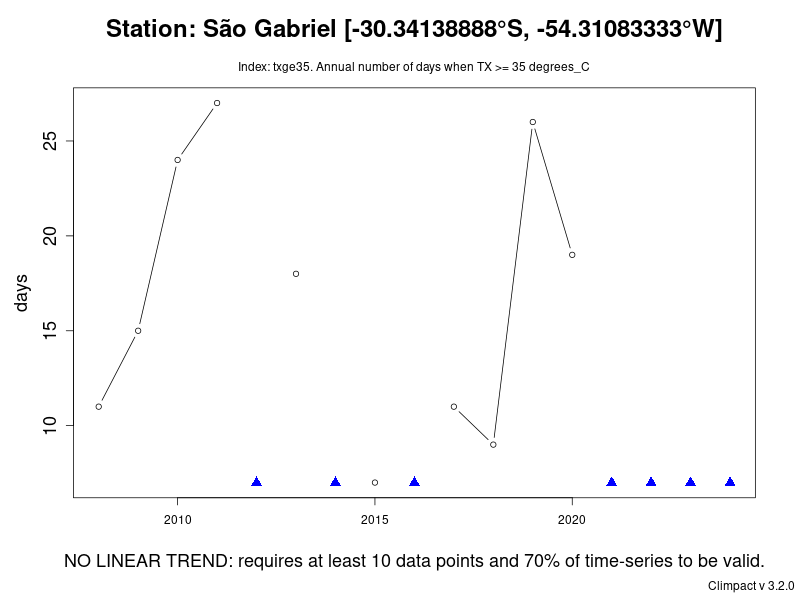 Station: São Gabriel [-30.34138888°S, -54.31083333°W]
Index: txge35. Annual number of days when TX >= 35 degrees_C
25
20
15
10
days
2010 2015 2020
NO LINEAR TREND: requires at least 10 data points and 70% of time-series to be valid.
Climpact v 3.2.0